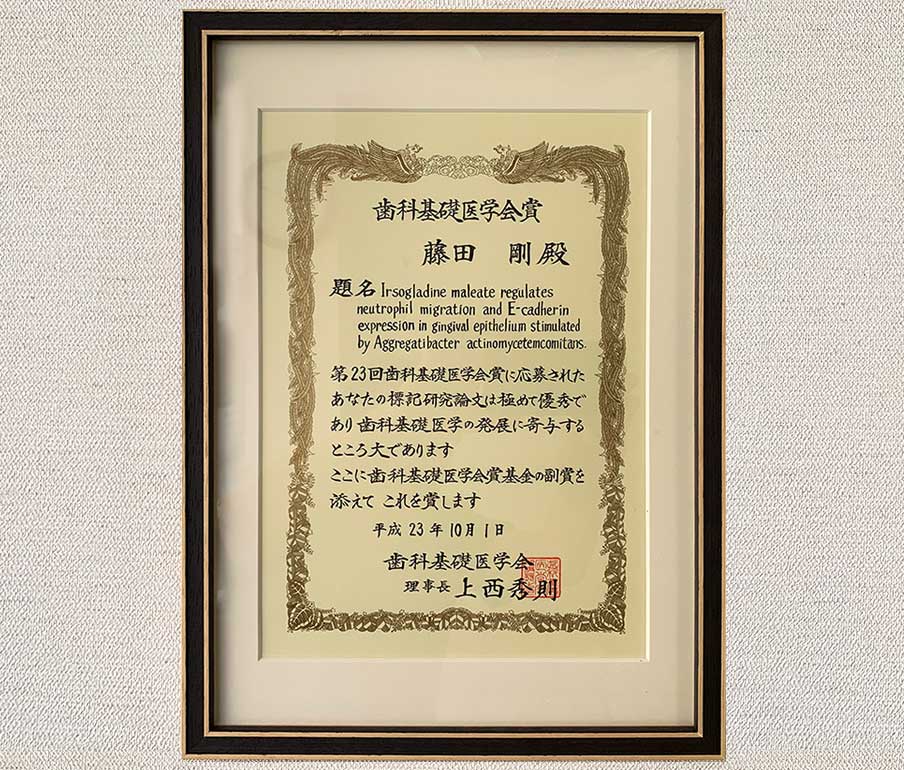 歯科基礎医学会賞
藤田 剛 殿
題名 Irsogladine maleate regulates
neutrophil migration and E-cadherin
expression in gingival epithelium stimulated
by Aggregatibacter actinomycetemcomitans.
第23回歯科基礎医学会賞に応募された
あなたの標記研究論文は極めて優秀で
あり歯科基礎医学の発展に寄与する
ところ大であります
ここに歯科基礎医学会賞基金の副賞を
添えて これを賞します
平成 23 年 10 月 1 日
歯科基礎医学会
理事長 上西秀則